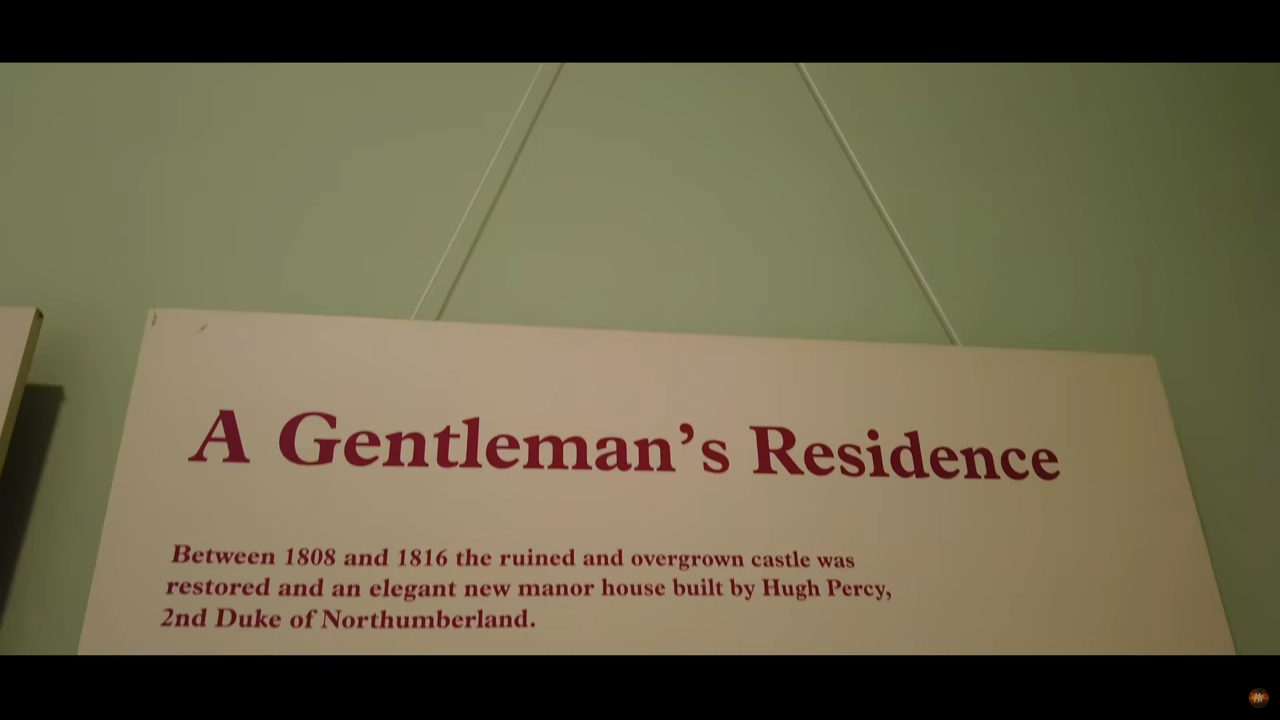 A Gentleman's Residence
Between 1808 and 1816 the ruined and overgrown castle was
restored and an elegant new manor house built by Hugh Percy,
2nd Duke of Northumberland.